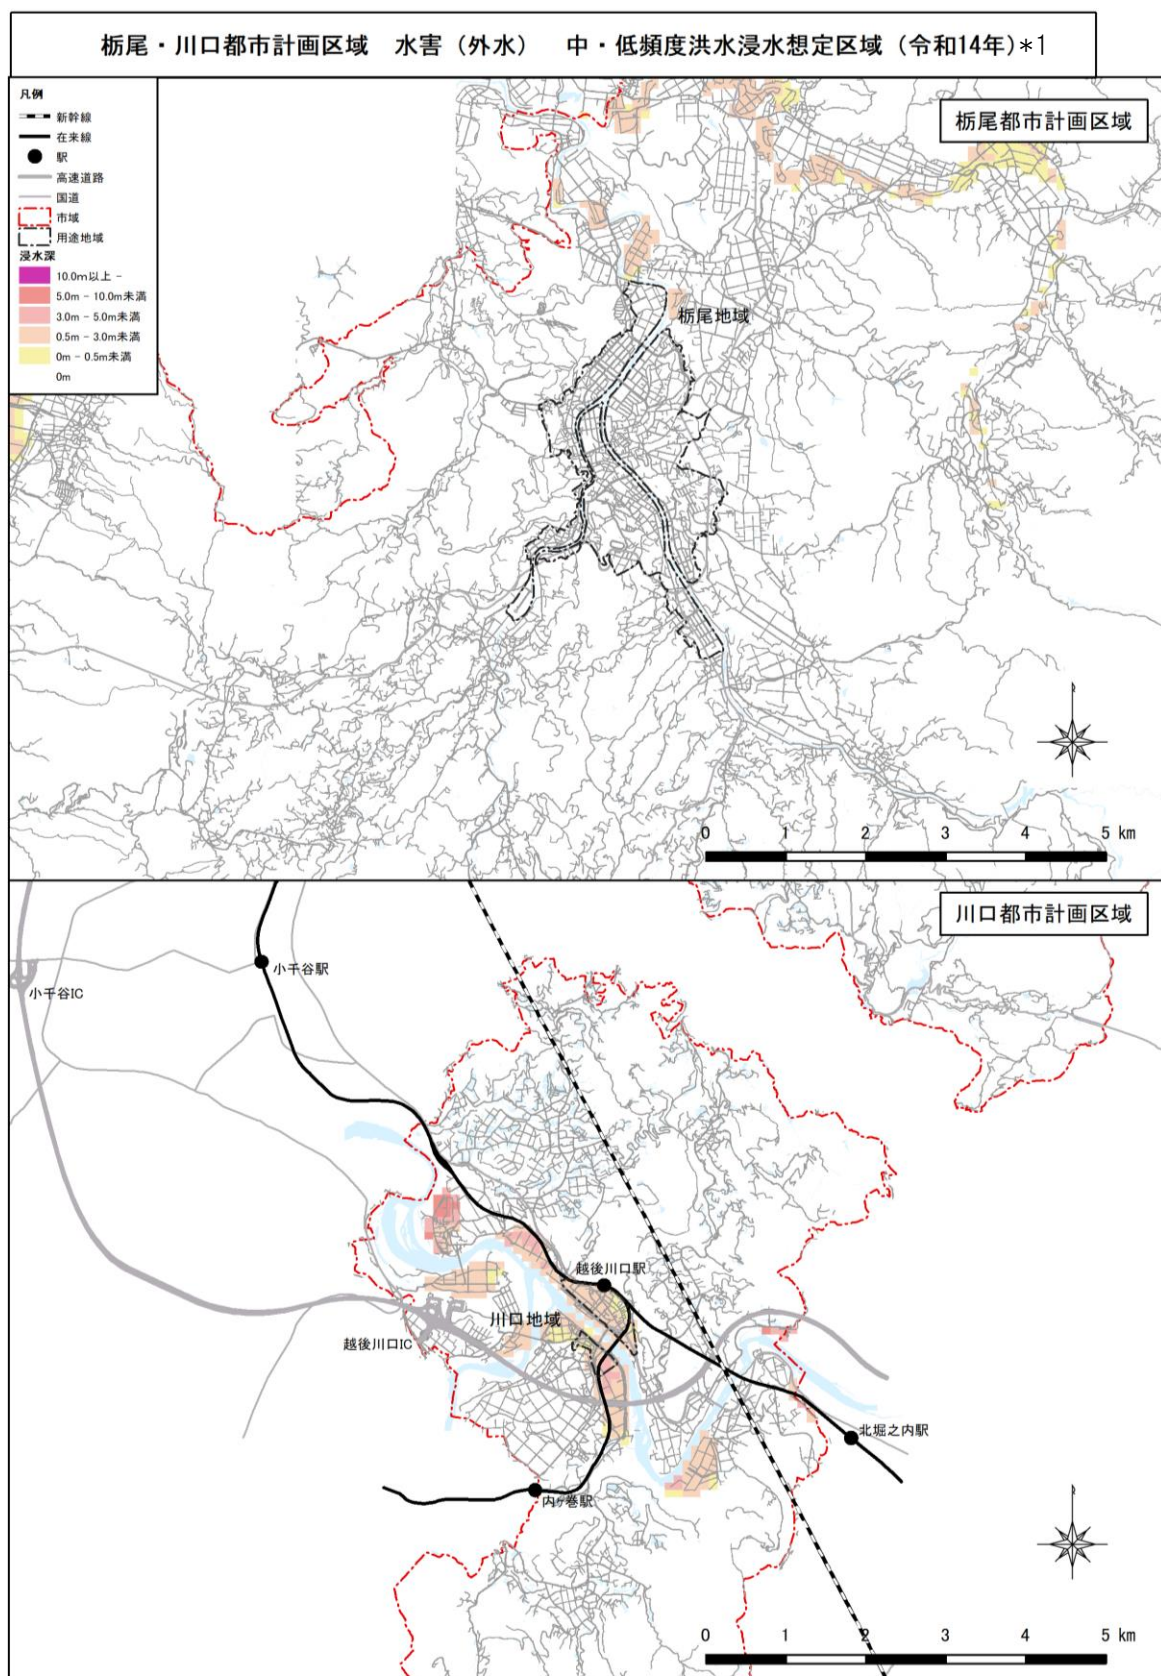 栃尾・川口都市計画区域 水害（外水） 中・低頻度洪水浸水想定区域（令和14年）*1
凡例
新幹線
在来線
駅
高速道路
国道
市域
用途地域
浸水深
10.0m以上 -
5.0m - 10.0m未満
3.0m - 5.0m未満
0.5m - 3.0m未満
0m - 0.5m未満
0m
栃尾都市計画区域
栃尾地域
0 1 2 3 4 5 km
川口都市計画区域
小千谷駅
小千谷IC
越後川口駅
川口地域
越後川口IC
北堀之内駅
内ヶ巻駅
0 1 2 3 4 5 km